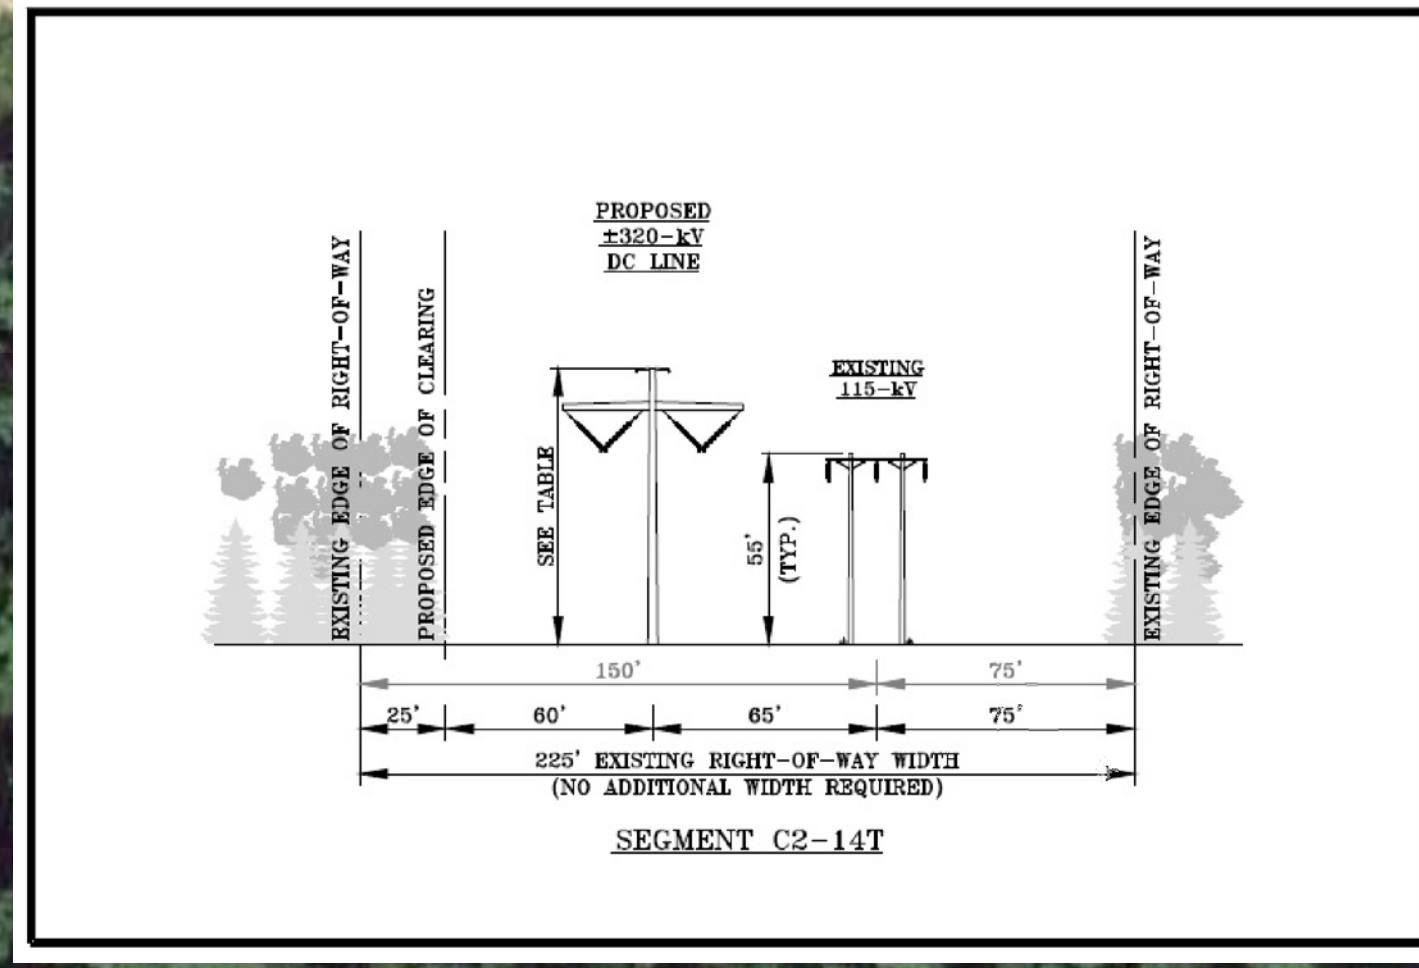 PROPOSED
±320-kV
DC LINE
EXISTING
115-kV
EXISTING EDGE OF RIGHT-OF-WAY
PROPOSED EDGE OF CLEARING
SEE TABLE
55'
(TYP.)
EXISTING EDGE OF RIGHT-OF-WAY
150' 75'
25' 60' 65' 75'
225' EXISTING RIGHT-OF-WAY WIDTH
(NO ADDITIONAL WIDTH REQUIRED)
SEGMENT C2-14T